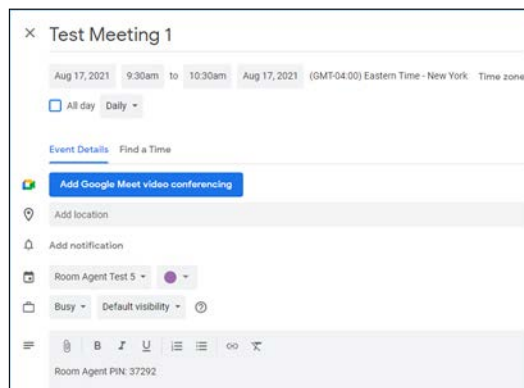 Test Meeting 1
Aug 17, 2021 9:30am to 10:30am Aug 17, 2021 (GMT-04:00) Eastern Time - New York Time zone
All day Daily
Event Details Find a Time
Add Google Meet video conferencing
Add location
Add notification
Room Agent Test 5
Busy Default visibility
B I U
Room Agent PIN: 37292